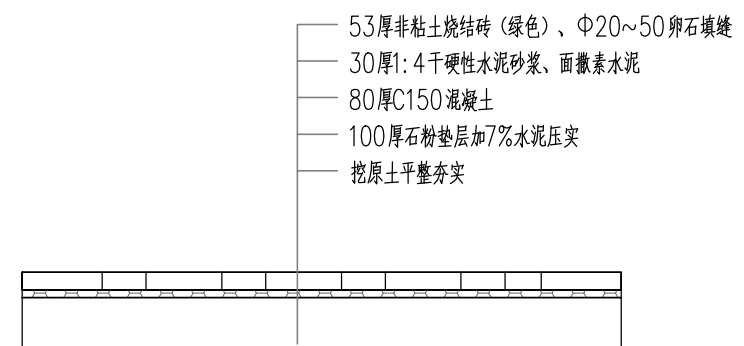 53厚非粘土烧结砖（绿色）、Φ20~50卵石填缝
30厚1:4干硬性水泥砂浆、面撒素水泥
80厚C150混凝土
100厚石粉垫层加7%水泥压实
挖原土平整夯实